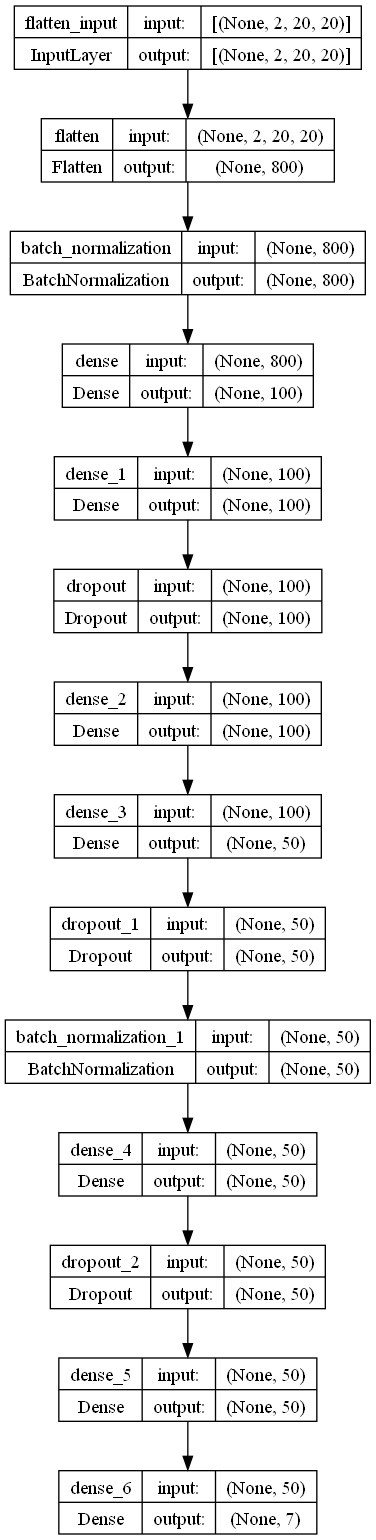 flatten_input input: [(None, 2, 20, 20)]
InputLayer output: [(None, 2, 20, 20)]
flatten input: (None, 2, 20, 20)
Flatten output: (None, 800)
batch_normalization input: (None, 800)
BatchNormalization output: (None, 800)
dense input: (None, 800)
Dense output: (None, 100)
dense_1 input: (None, 100)
Dense output: (None, 100)
dropout input: (None, 100)
Dropout output: (None, 100)
dense_2 input: (None, 100)
Dense output: (None, 100)
dense_3 input: (None, 100)
Dense output: (None, 50)
dropout_1 input: (None, 50)
Dropout output: (None, 50)
batch_normalization_1 input: (None, 50)
BatchNormalization output: (None, 50)
dense_4 input: (None, 50)
Dense output: (None, 50)
dropout_2 input: (None, 50)
Dropout output: (None, 50)
dense_5 input: (None, 50)
Dense output: (None, 50)
dense_6 input: (None, 50)
Dense output: (None, 7)